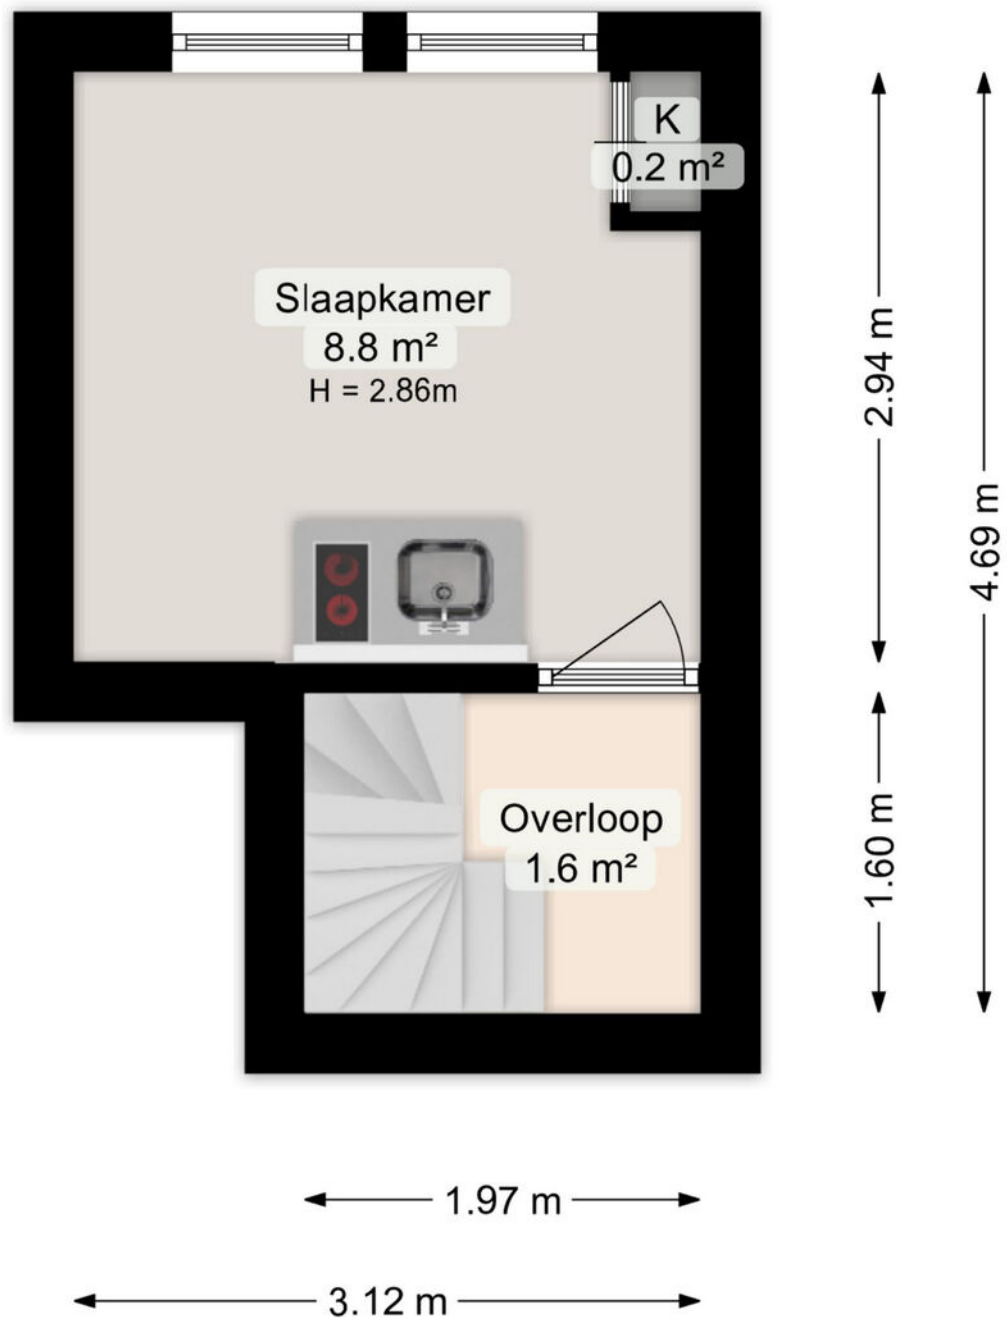 K
0.2 m²
Slaapkamer
8.8 m²
H = 2.86m
2.94 m
4.69 m
Overloop
1.6 m²
1.60 m
1.97 m
3.12 m